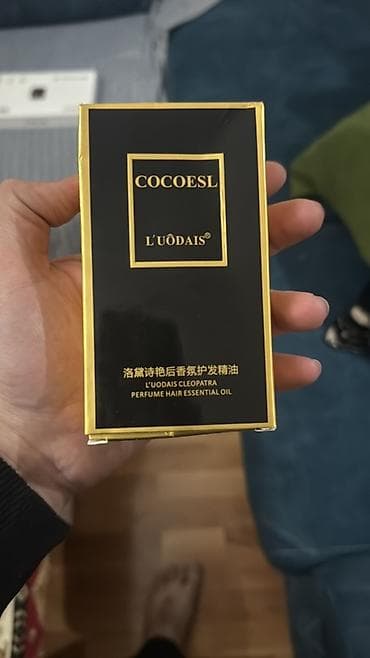 COCOESL
L'UÔDAIS®
洛黛诗艳后香氛护发精油
L'UODAIS CLEOPATRA
PERFUME HAIR ESSENTIAL OIL